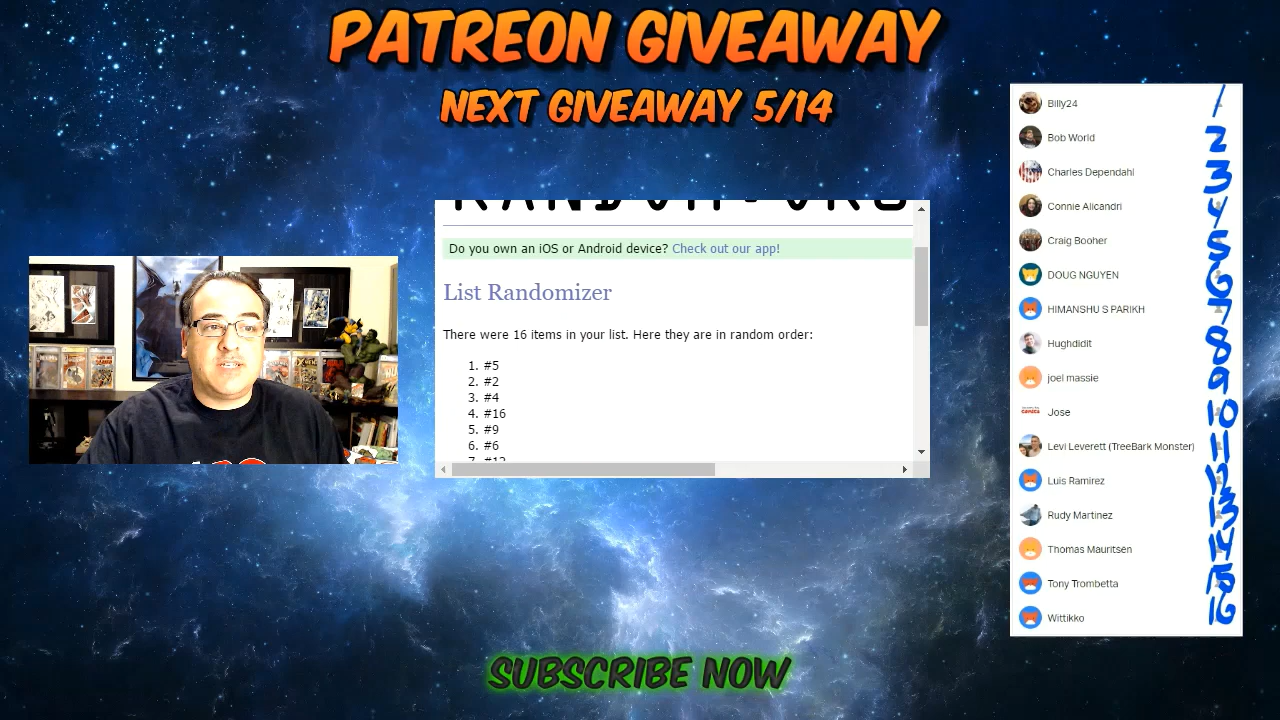 PATREON GIVEAWAY
NEXT GIVEAWAY 5/14
RANDOM.ORG
Do you own an iOS or Android device? Check out our app!
List Randomizer
There were 16 items in your list. Here they are in random order:
1. #5
2. #2
3. #4
4. #16
5. #9
6. #6
7. #12
Billy24 1
Bob World 2
Charles Dependahl 3
Connie Alicandri 4
Craig Booher 5
DOUG NGUYEN 6
HIMANSHU S PARIKH 7
Hughdidit 8
joel massie 9
Jose 10
Levi Leverett (TreeBark Monster) 11
Luis Ramirez 12
Rudy Martinez 13
Thomas Mauritsen 14
Tony Trombetta 15
Wittikko 16
SUBSCRIBE NOW